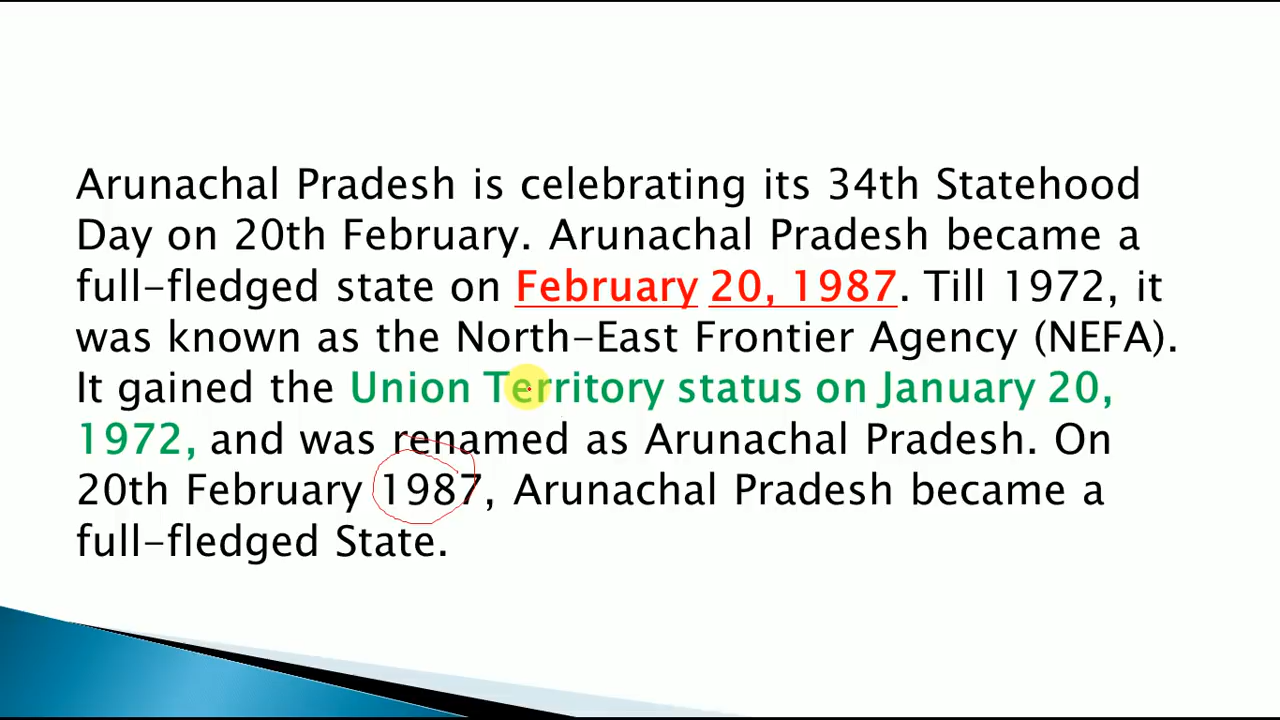 Arunachal Pradesh is celebrating its 34th Statehood
Day on 20th February. Arunachal Pradesh became a
full-fledged state on February 20, 1987. Till 1972, it
was known as the North-East Frontier Agency (NEFA).
It gained the Union Territory status on January 20,
1972, and was renamed as Arunachal Pradesh. On
20th February 1987, Arunachal Pradesh became a
full-fledged State.